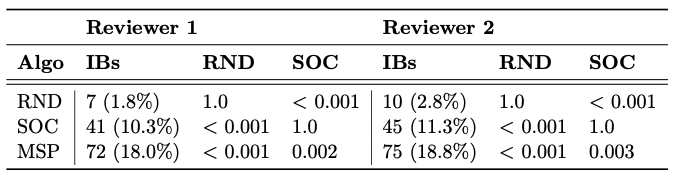 Reviewer 1 Reviewer 2
Algo IBs RND SOC IBs RND SOC
RND 7 (1.8%) 1.0 < 0.001 10 (2.8%) 1.0 < 0.001
SOC 41 (10.3%) < 0.001 1.0 45 (11.3%) < 0.001 1.0
MSP 72 (18.0%) < 0.001 0.002 75 (18.8%) < 0.001 0.003